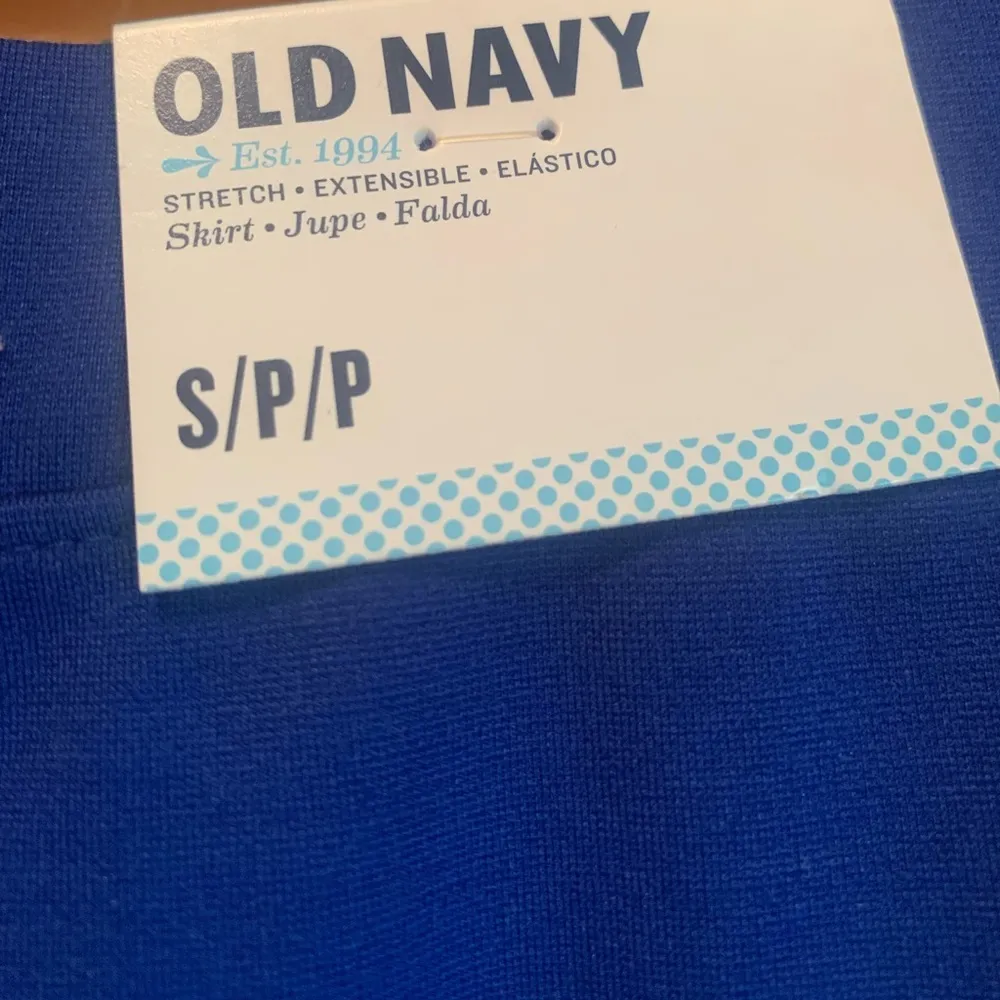 OLD NAVY
Est. 1994
STRETCH • EXTENSIBLE • ELÁSTICO
Skirt • Jupe • Falda
S/P/P